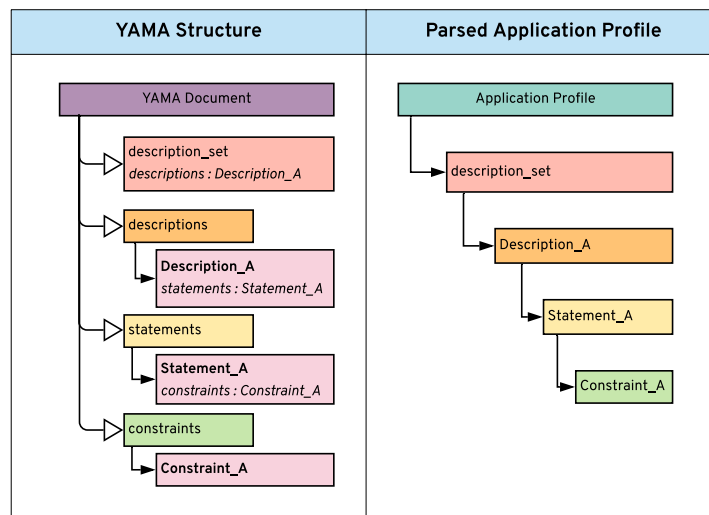 YAMA Structure
Parsed Application Profile
YAMA Document
description_set
descriptions : Description_A
descriptions
Description_A
statements : Statement_A
statements
Statement_A
constraints : Constraint_A
constraints
Constraint_A
Application Profile
description_set
Description_A
Statement_A
Constraint_A